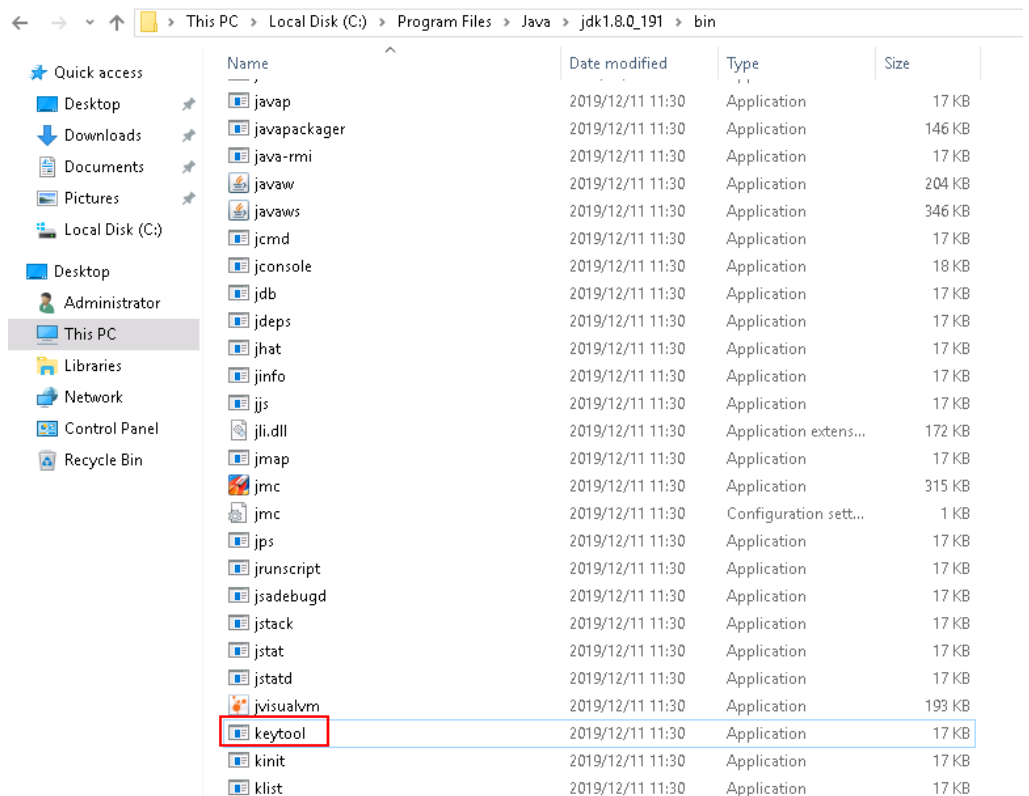 This PC > Local Disk (C:) > Program Files > Java > jdk1.8.0_191 > bin
Name Date modified Type Size
Quick access
Desktop
Downloads
Documents
Pictures
Local Disk (C:)
Desktop
Administrator
This PC
Libraries
Network
Control Panel
Recycle Bin
javap 2019/12/11 11:30 Application 17 KB
javapackager 2019/12/11 11:30 Application 146 KB
java-rmi 2019/12/11 11:30 Application 17 KB
javaw 2019/12/11 11:30 Application 204 KB
javaws 2019/12/11 11:30 Application 346 KB
jcmd 2019/12/11 11:30 Application 17 KB
jconsole 2019/12/11 11:30 Application 18 KB
jdb 2019/12/11 11:30 Application 17 KB
jdeps 2019/12/11 11:30 Application 17 KB
jhat 2019/12/11 11:30 Application 17 KB
jinfo 2019/12/11 11:30 Application 17 KB
jjs 2019/12/11 11:30 Application 17 KB
jli.dll 2019/12/11 11:30 Application extens... 172 KB
jmap 2019/12/11 11:30 Application 17 KB
jmc 2019/12/11 11:30 Application 315 KB
jmc 2019/12/11 11:30 Configuration sett... 1 KB
jps 2019/12/11 11:30 Application 17 KB
jrunscript 2019/12/11 11:30 Application 17 KB
jsadebugd 2019/12/11 11:30 Application 17 KB
jstack 2019/12/11 11:30 Application 17 KB
jstat 2019/12/11 11:30 Application 17 KB
jstatd 2019/12/11 11:30 Application 17 KB
jvisualvm 2019/12/11 11:30 Application 193 KB
keytool 2019/12/11 11:30 Application 17 KB
kinit 2019/12/11 11:30 Application 17 KB
klist 2019/12/11 11:30 Application 17 KB